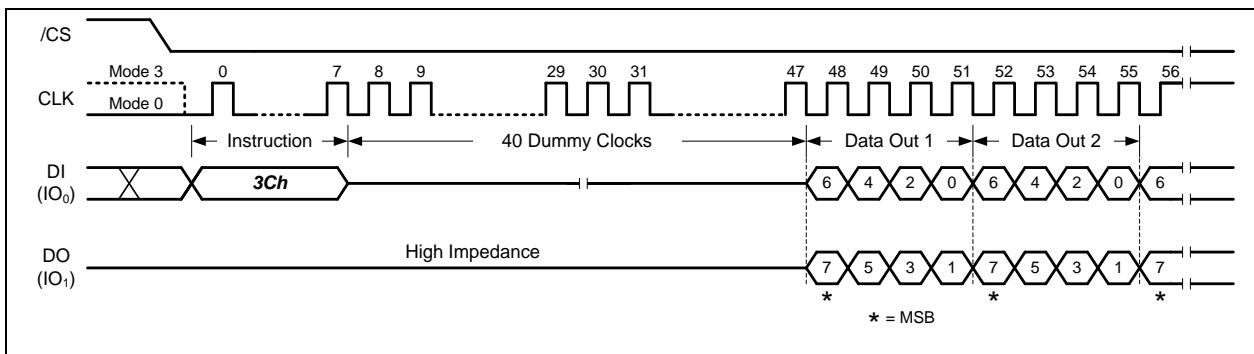 /CS
Mode 3 0 7 8 9 29 30 31 47 48 49 50 51 52 53 54 55 56
CLK Mode 0
Instruction 40 Dummy Clocks Data Out 1 Data Out 2
DI (IO0) 3Ch 6 4 2 0 6 4 2 0 6
High Impedance
DO (IO1) 7 5 3 1 7 5 3 1 7
* * *
* = MSB